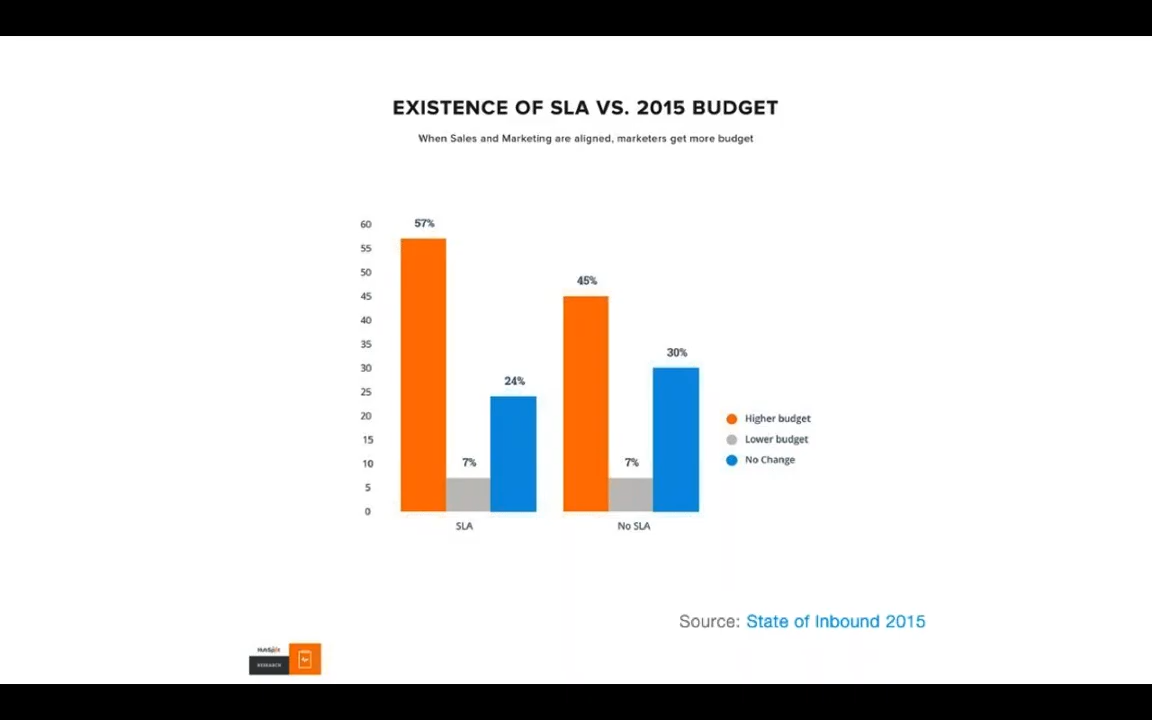 EXISTENCE OF SLA VS. 2015 BUDGET
When Sales and Marketing are aligned, marketers get more budget
60
55
50
45
40
35
30
25
20
15
10
5
0
57%
7%
24%
45%
7%
30%
SLA
No SLA
Higher budget
Lower budget
No Change
Source: State of Inbound 2015
HubSpot
RESEARCH